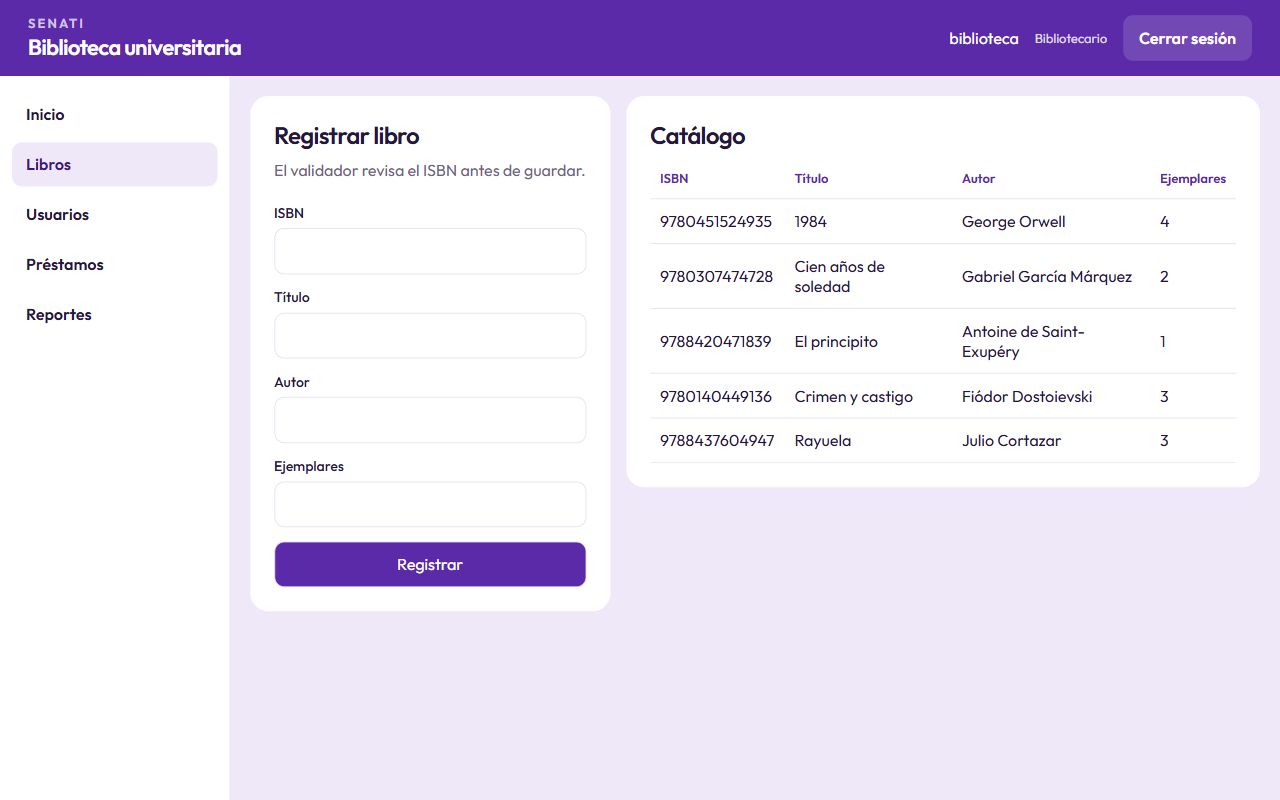 SENATI
Biblioteca universitaria
biblioteca Bibliotecario Cerrar sesión
Inicio
Libros
Usuarios
Préstamos
Reportes
Registrar libro
El validador revisa el ISBN antes de guardar.
ISBN
Título
Autor
Ejemplares
Registrar
Catálogo
ISBN Título Autor Ejemplares
9780451524935 1984 George Orwell 4
9780307474728 Cien años de soledad Gabriel García Márquez 2
9788420471839 El principito Antoine de Saint-Exupéry 1
9780140449136 Crimen y castigo Fiódor Dostoievski 3
9788437604947 Rayuela Julio Cortazar 3